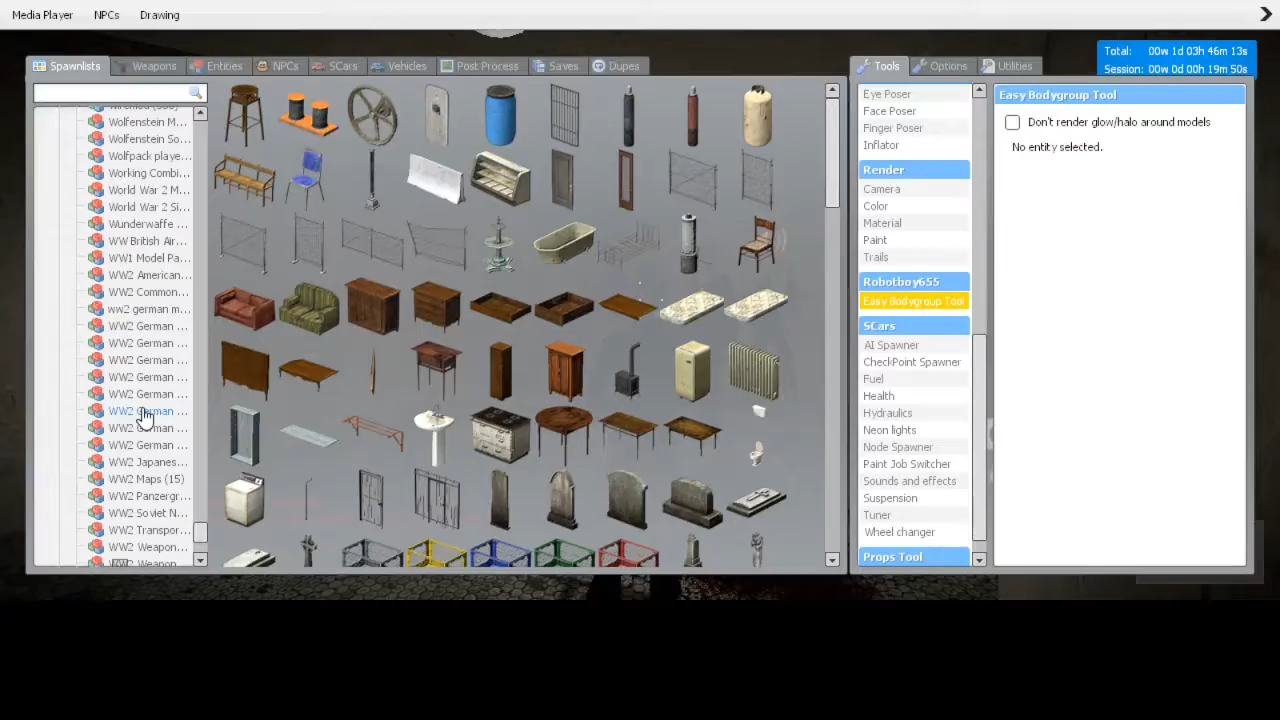 Media Player NPCs Drawing
Total: 00w 1d 03h 46m 13s
Session: 00w 0d 00h 19m 50s
Spawnlists Weapons Entities NPCs SCars Vehicles Post Process Saves Dupes
Tools Options Utilities
Wolfenstein M...
Wolfenstein So...
Wolfpack playe...
Working Combi...
World War 2 M...
World War 2 Si...
Wunderwaffe ...
WW British Air...
WW1 Model Pa...
WW2 American...
WW2 Common...
ww2 german m...
WW2 German ...
WW2 German ...
WW2 German ...
WW2 German ...
WW2 German ...
WW2 German ...
WW2 German ...
WW2 German ...
WW2 Japanes...
WW2 Maps (15)
WW2 Panzergr...
WW2 Soviet N...
WW2 Transpor...
WW2 Weapon...
WW2 Weapon...
Eye Poser
Face Poser
Finger Poser
Inflator
Render
Camera
Color
Material
Paint
Trails
Robotboy655
Easy Bodygroup Tool
SCars
AI Spawner
CheckPoint Spawner
Fuel
Health
Hydraulics
Neon lights
Node Spawner
Paint Job Switcher
Sounds and effects
Suspension
Tuner
Wheel changer
Props Tool
Easy Bodygroup Tool
Don't render glow/halo around models
No entity selected.